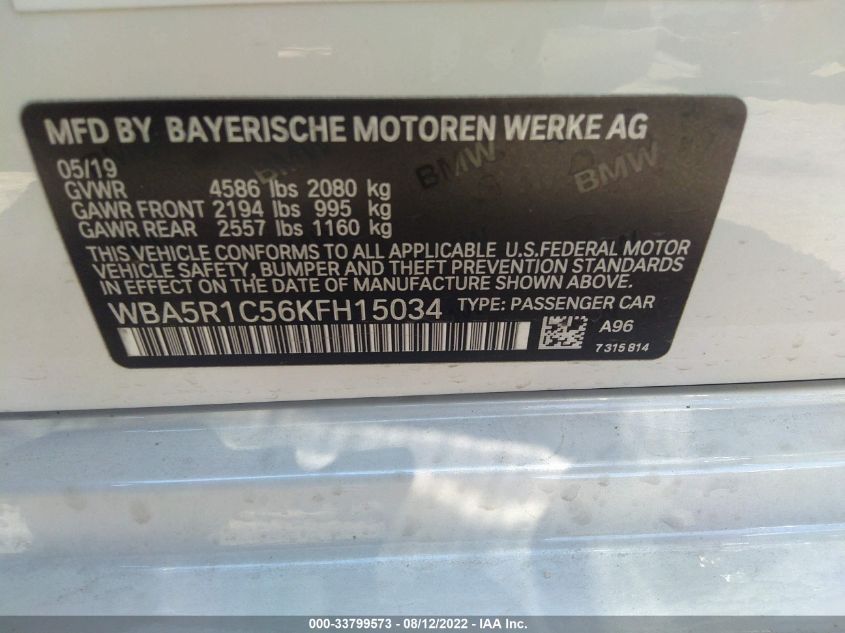 MFD BY BAYERISCHE MOTOREN WERKE AG
BMW BMW
05/19
GVWR 4586 lbs 2080 kg
GAWR FRONT 2194 lbs 995 kg
GAWR REAR 2557 lbs 1160 kg
THIS VEHICLE CONFORMS TO ALL APPLICABLE U.S.FEDERAL MOTOR
VEHICLE SAFETY, BUMPER AND THEFT PREVENTION STANDARDS
IN EFFECT ON THE DATE OF MANUFACTURE SHOWN ABOVE.
WBA5R1C56KFH15034 TYPE: PASSENGER CAR
A96
7 315 814
000-33799573 - 08/12/2022 - IAA Inc.